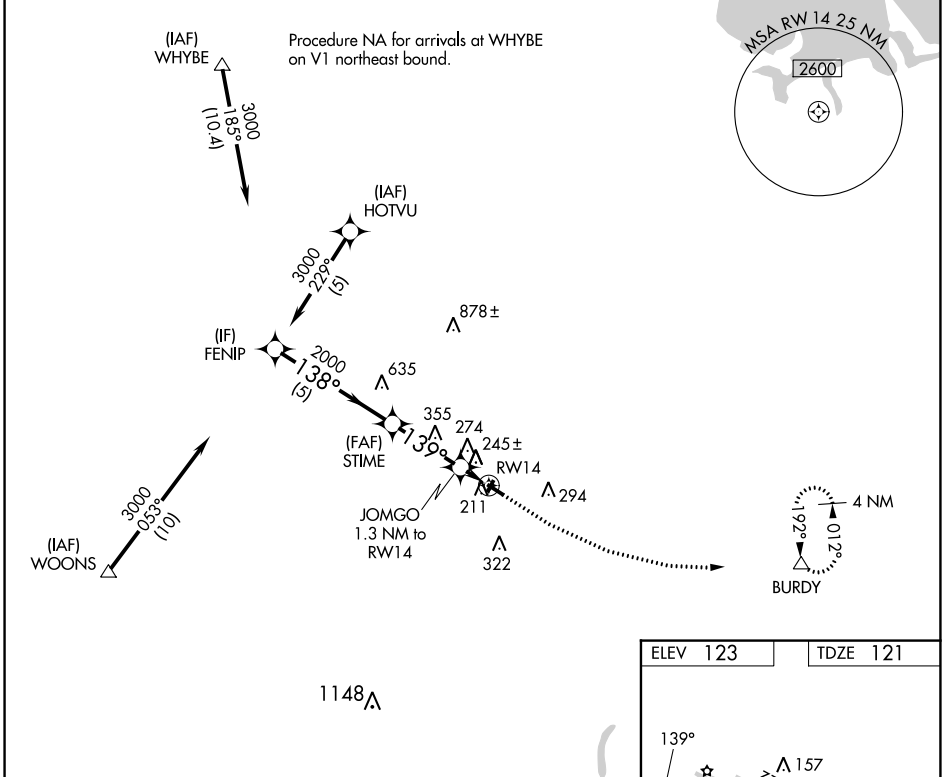 (IAF)
WHYBE
Procedure NA for arrivals at WHYBE
on V1 northeast bound.
MSA RW 14 25 NM
2600
3000
185°
(10.4)
(IAF)
HOTVU
3000
229°
(5)
878±
(IF)
FENIP
2000
138°
(5)
635
(FAF)
STIME
355
139°
274
245±
RW14
211
294
JOMGO
1.3 NM to
RW14
322
3000
053°
(10)
(IAF)
WOONS
4 NM
192°
012°
BURDY
ELEV 123
TDZE 121
1148
139°
157